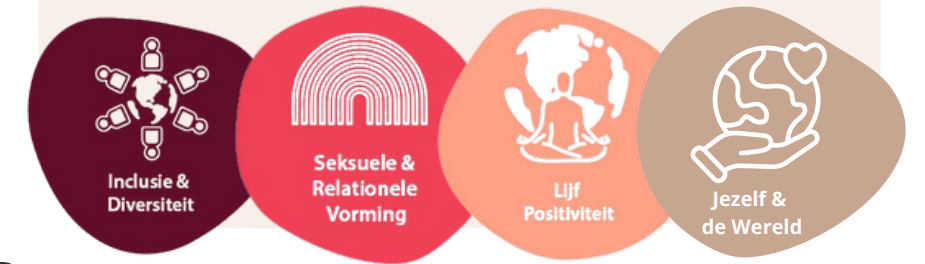 Inclusie &
Diversiteit
Seksuele &
Relationele
Vorming
Lijf
Positiviteit
Jezelf &
de Wereld